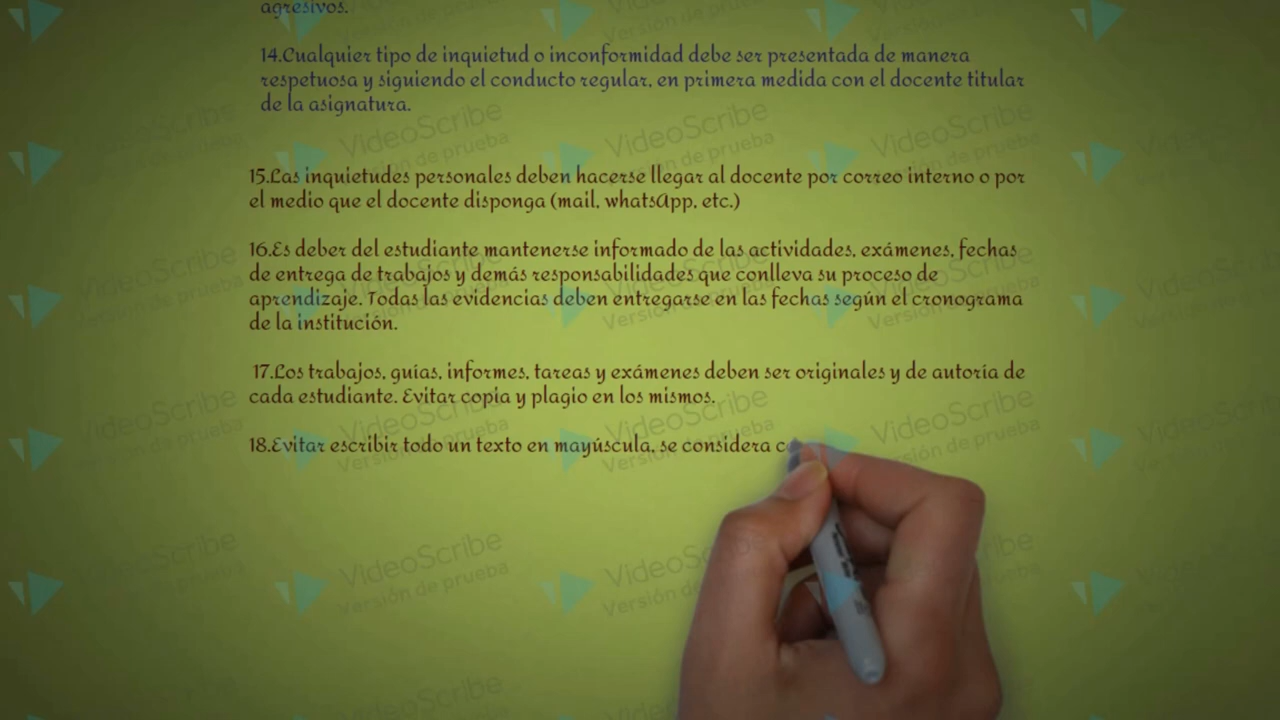 agresivos.
14.Cualquier tipo de inquietud o inconformidad debe ser presentada de manera
respetuosa y siguiendo el conducto regular, en primera medida con el docente titular
de la asignatura.
15.Las inquietudes personales deben hacerse llegar al docente por correo interno o por
el medio que el docente disponga (mail, whatsApp, etc.)
16.Es deber del estudiante mantenerse informado de las actividades, exámenes, fechas
de entrega de trabajos y demás responsabilidades que conlleva su proceso de
aprendizaje. Todas las evidencias deben entregarse en las fechas según el cronograma
de la institución.
17.Los trabajos, guías, informes, tareas y exámenes deben ser originales y de autoría de
cada estudiante. Evitar copia y plagio en los mismos.
18.Evitar escribir todo un texto en mayúscula, se considera
VideoScribe
Versión de prueba